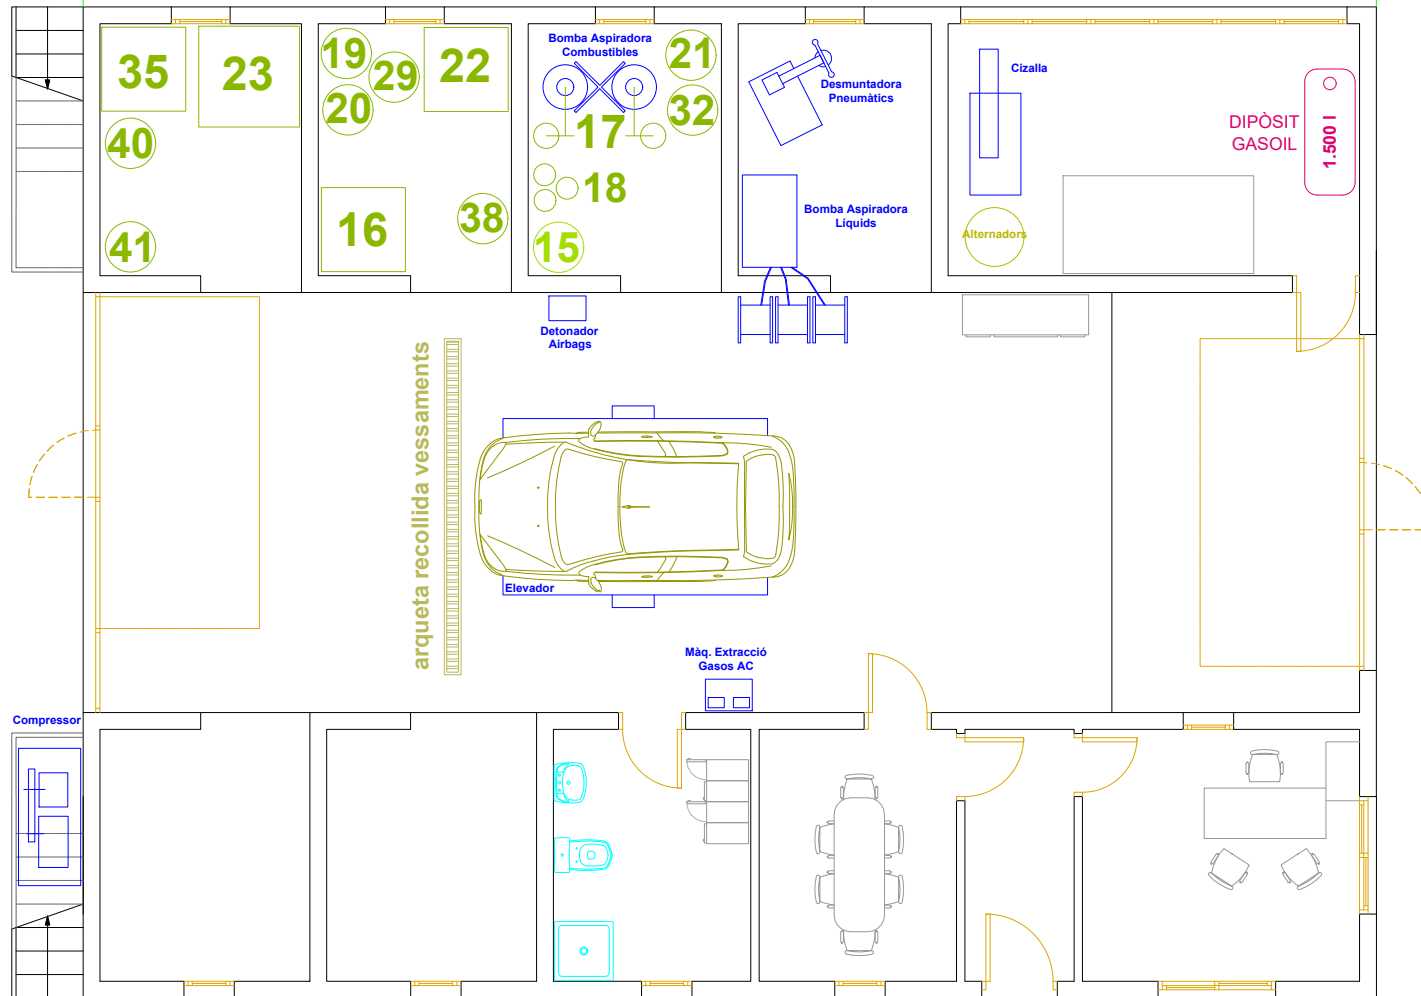 35
23
40
41
19
29
20
22
16
38
Bomba Aspiradora
Combustibles
21
32
17
18
15
Desmuntadora
Pneumàtics
Bomba Aspiradora
Líquids
Cizalla
Alternadors
DIPÒSIT
GASOIL
1.500 l
Detonador
Airbags
arqueta recollida vessaments
Elevador
Màq. Extracció
Gasos AC
Compressor